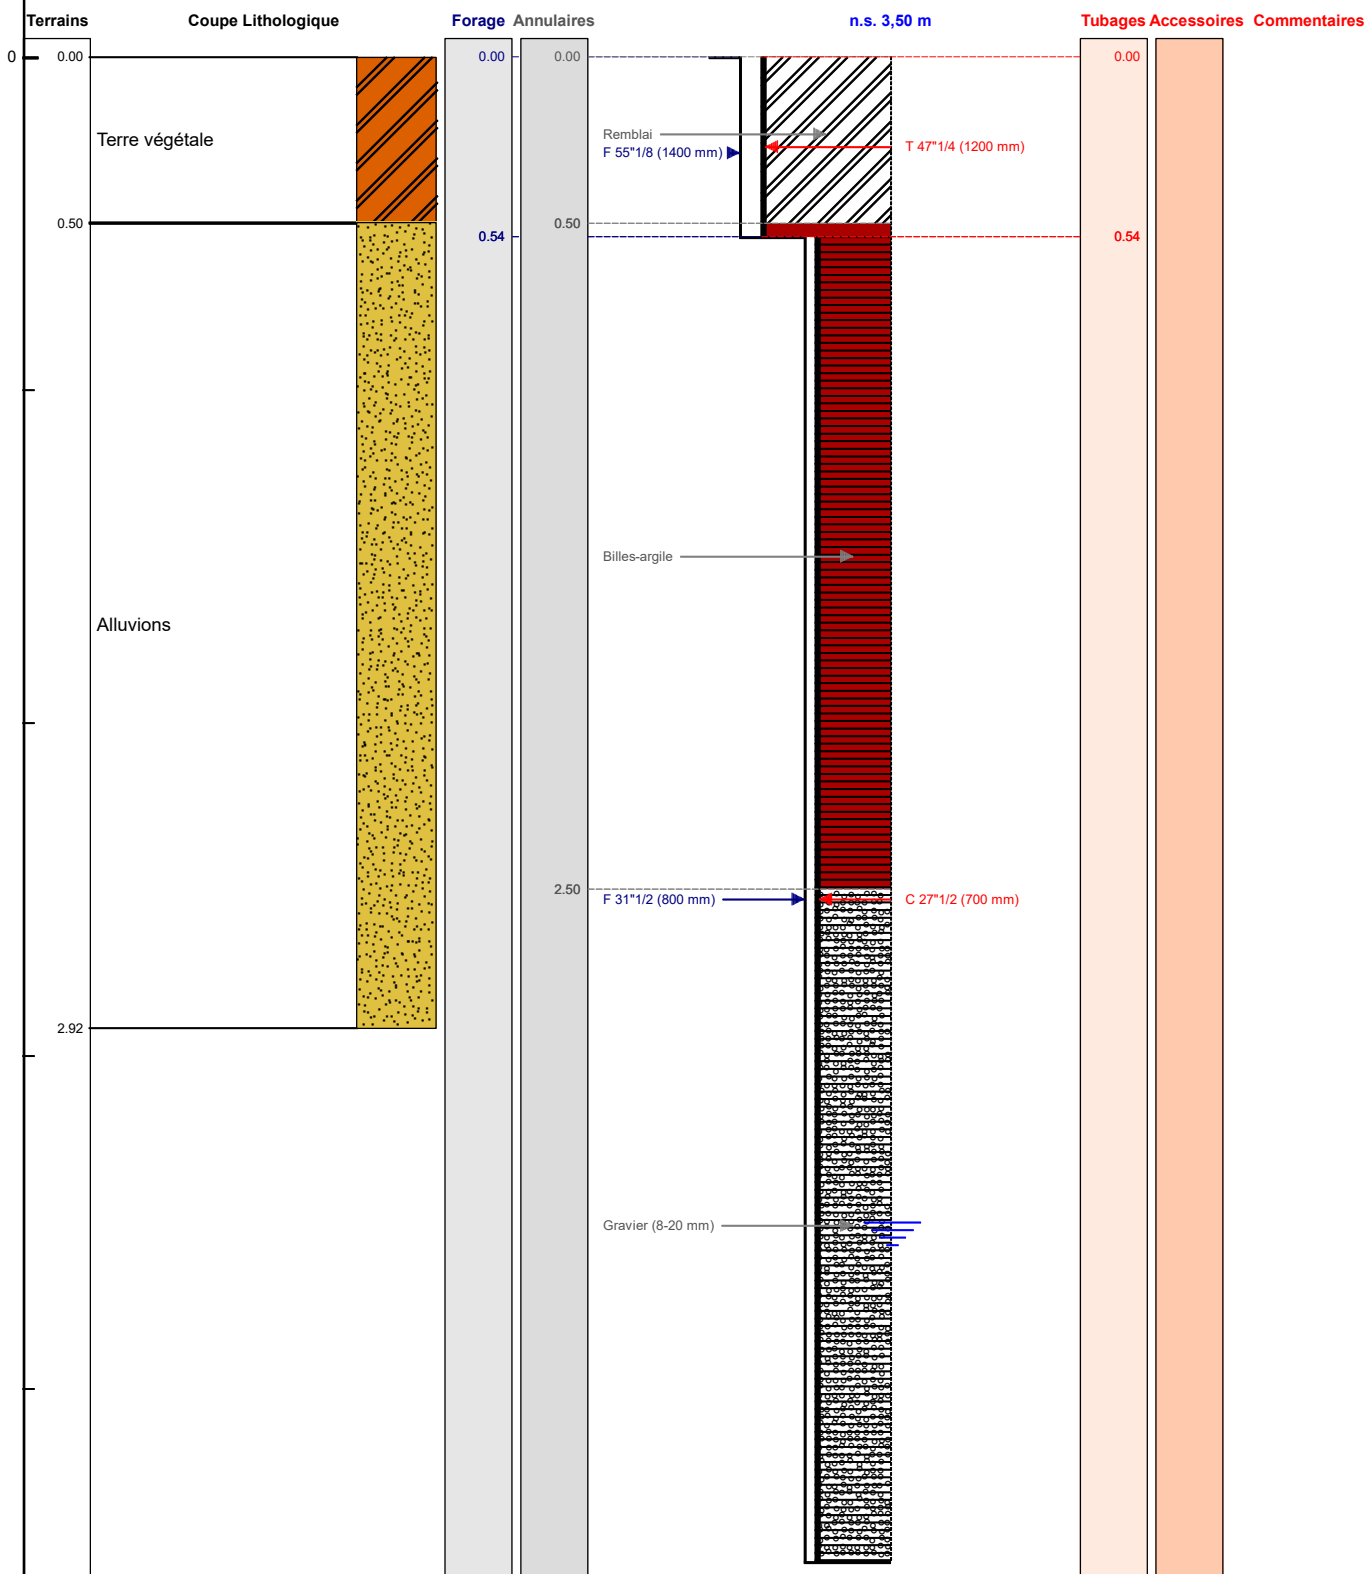 Terrains Coupe Lithologique Forage Annulaires n.s. 3,50 m Tubages Accessoires Commentaires
0 0.00 0.00 0.00 0.00
Remblai
Terre végétale
T 47"1/4 (1200 mm)
F 55"1/8 (1400 mm)
0.50 0.50
0.54 0.54
Billes-argile
Alluvions
2.50
F 31"1/2 (800 mm) C 27"1/2 (700 mm)
2.92
Gravier (8-20 mm)